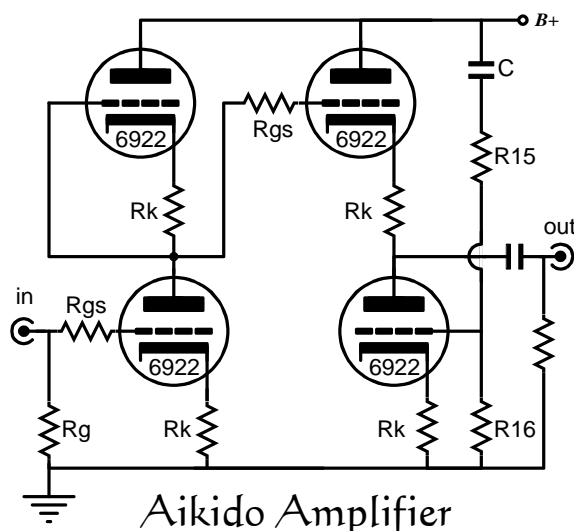 B+
C
6922
6922
Rgs
R15
Rk
Rk
out
in
Rgs
6922
6922
Rg
Rk
Rk
R16
Aikido Amplifier